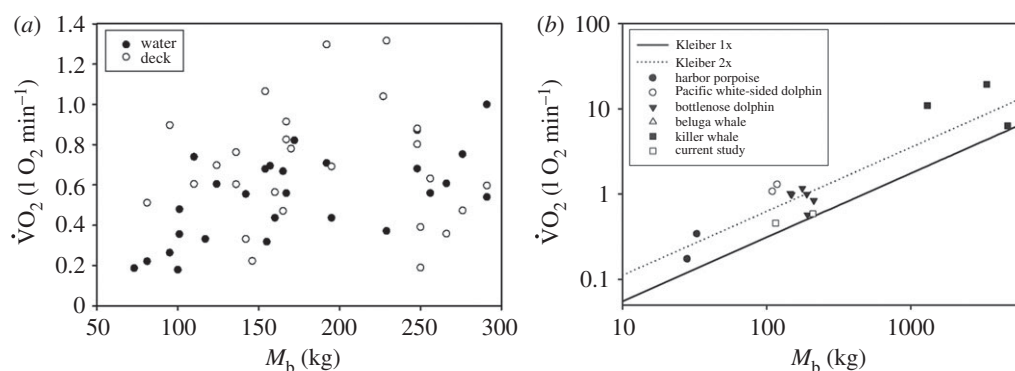 (a)
1.4
1.2
1.0
0.8
0.6
0.4
0.2
0
V̇O₂ (l O₂ min⁻¹)
water
deck
50
100
150
200
250
300
M_b (kg)
(b)
100
10
1
0.1
V̇O₂ (l O₂ min⁻¹)
Kleiber 1x
Kleiber 2x
harbor porpoise
Pacific white-sided dolphin
bottlenose dolphin
beluga whale
killer whale
current study
10
100
1000
M_b (kg)